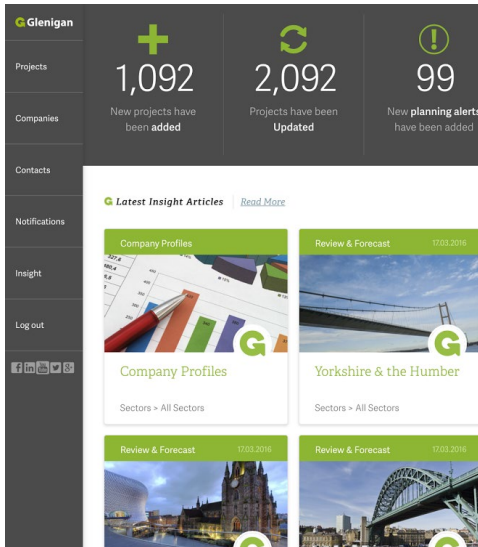 Glenigan
Projects
Companies
Contacts
Notifications
Insight
Log out
1,092
New projects have
been added
2,092
Projects have been
Updated
99
New planning alerts
have been added
Latest Insight Articles
Read More
Company Profiles
Company Profiles
Sectors > All Sectors
Review & Forecast 17.03.2016
Yorkshire & the Humber
Sectors > All Sectors
Review & Forecast 17.03.2016
Review & Forecast 17.03.2016